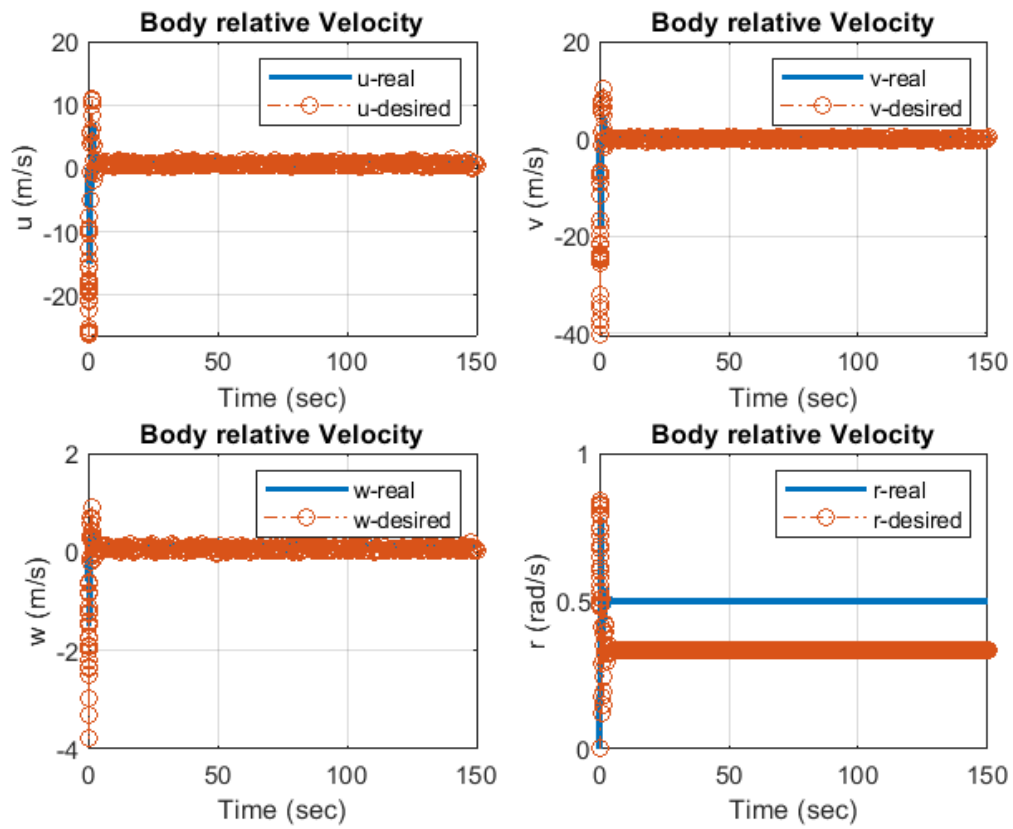 Body relative Velocity
20
10
0
-10
-20
u (m/s)
u-real
u-desired
0
50
100
150
Time (sec)
Body relative Velocity
20
0
-20
-40
v (m/s)
v-real
v-desired
0
50
100
150
Time (sec)
Body relative Velocity
2
0
-2
-4
w (m/s)
w-real
w-desired
0
50
100
150
Time (sec)
Body relative Velocity
1
0.5
0
r (rad/s)
r-real
r-desired
0
50
100
150
Time (sec)